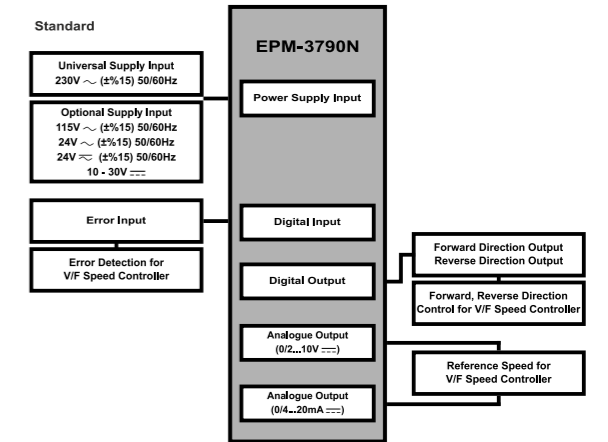 Standard
EPM-3790N
Universal Supply Input
230V ～ (±%15) 50/60Hz
Power Supply Input
Optional Supply Input
115V ～ (±%15) 50/60Hz
24V ～ (±%15) 50/60Hz
24V ⏦ (±%15) 50/60Hz
10 - 30V ⎓
Error Input
Digital Input
Error Detection for
V/F Speed Controller
Forward Direction Output
Reverse Direction Output
Digital Output
Forward, Reverse Direction
Control for V/F Speed Controller
Analogue Output
(0/2...10V ⎓)
Reference Speed for
V/F Speed Controller
Analogue Output
(0/4...20mA ⎓)